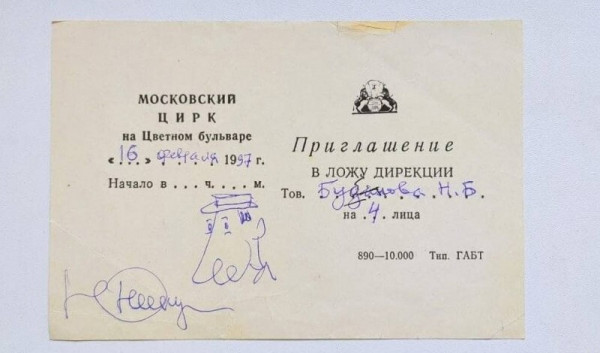 МОСКОВСКИЙ
ЦИРК
на Цветном бульваре
«16» февраля 1997 г.
Начало в . . . ч. . . . м.
Приглашение
В ЛОЖУ ДИРЕКЦИИ
Тов. Н. Б.
на 4 лица
890—10.000 Тип. ГАБТ